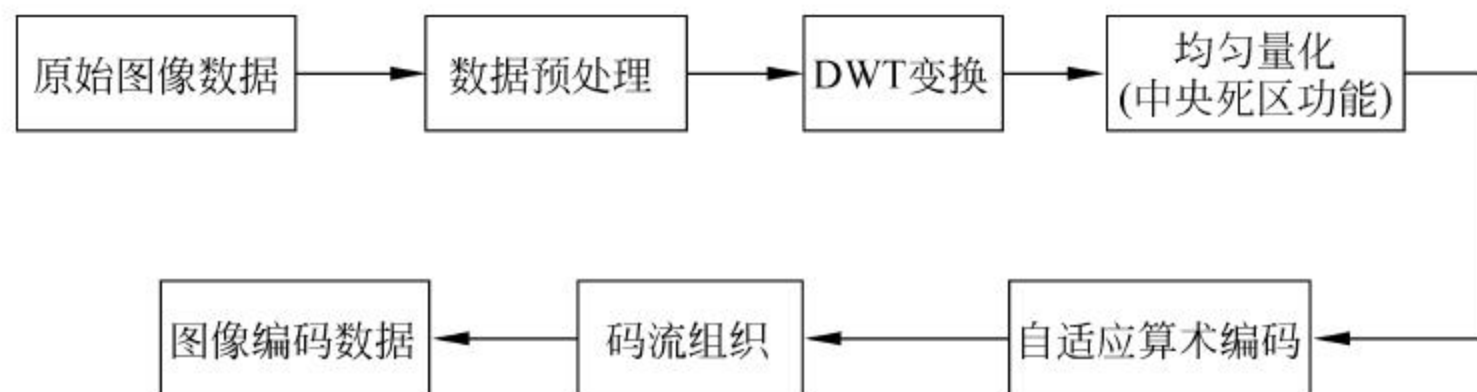 原始图像数据
数据预处理
DWT变换
均匀量化
(中央死区功能)
自适应算术编码
码流组织
图像编码数据